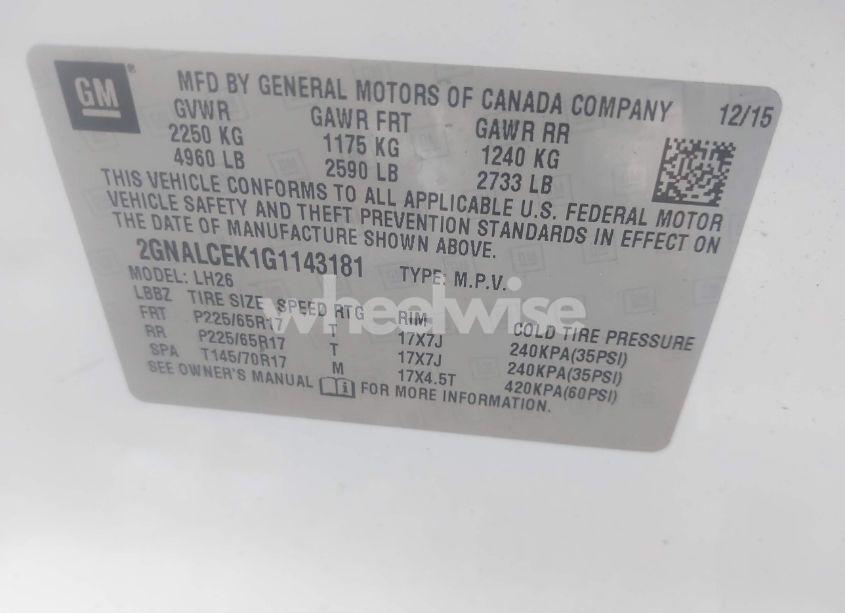 GM® MFD BY GENERAL MOTORS OF CANADA COMPANY 12/15
GVWR GAWR FRT GAWR RR
2250 KG 1175 KG 1240 KG
4960 LB 2590 LB 2733 LB
THIS VEHICLE CONFORMS TO ALL APPLICABLE U.S. FEDERAL MOTOR
VEHICLE SAFETY AND THEFT PREVENTION STANDARDS IN EFFECT ON
THE DATE OF MANUFACTURE SHOWN ABOVE.
2GNALCEK1G1143181 TYPE: M.P.V.
MODEL: LH26
LBBZ TIRE SIZE SPEED RTG RIM COLD TIRE PRESSURE
FRT P225/65R17 T 17X7J 240KPA(35PSI)
RR P225/65R17 T 17X7J 240KPA(35PSI)
SPA T145/70R17 M 17X4.5T 420KPA(60PSI)
SEE OWNER'S MANUAL FOR MORE INFORMATION.
wheelwise